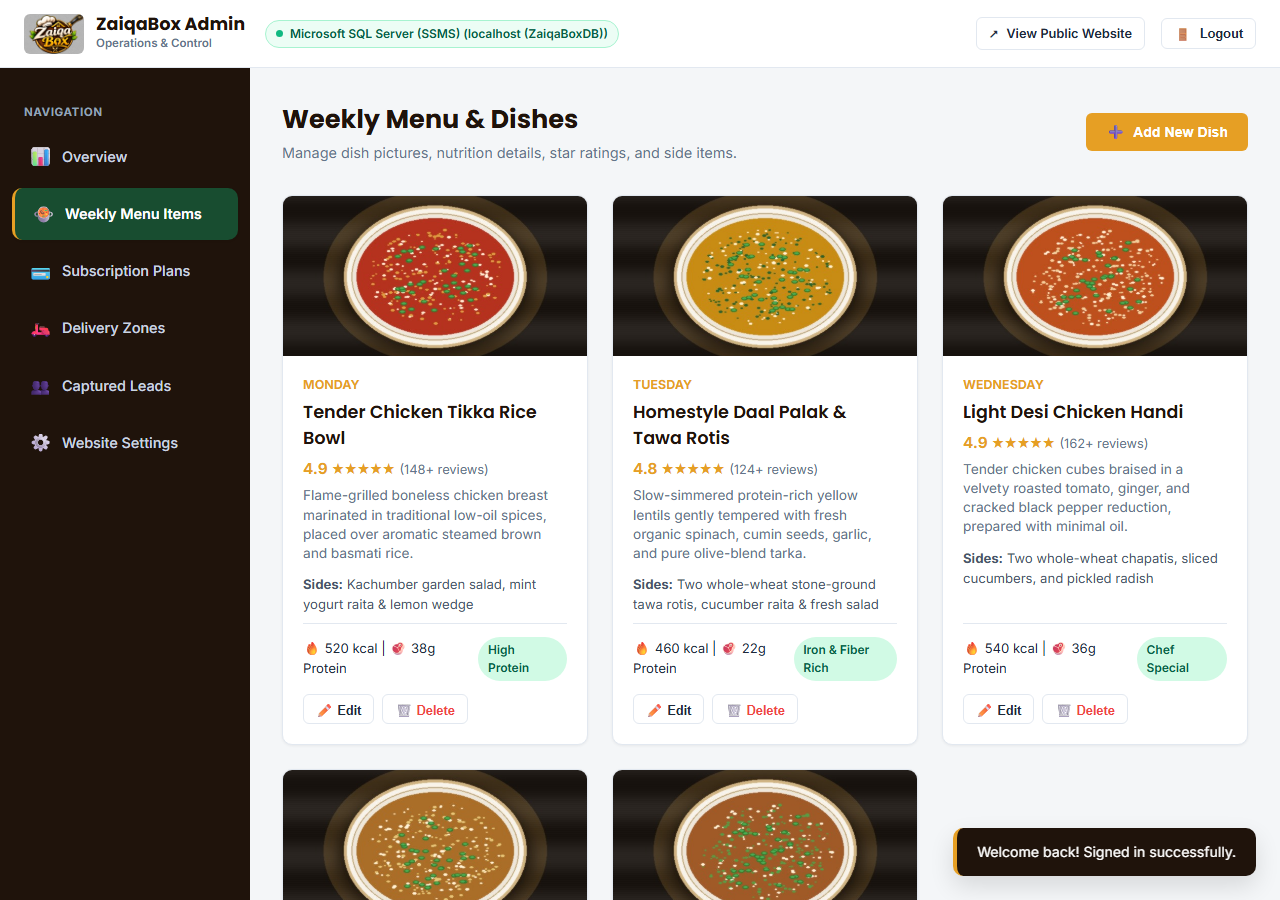 Zaiqa
Box
ZaiqaBox Admin
Operations & Control
Microsoft SQL Server (SSMS) (localhost (ZaiqaBoxDB))
View Public Website
Logout
NAVIGATION
Overview
Weekly Menu Items
Subscription Plans
Delivery Zones
Captured Leads
Website Settings
Weekly Menu & Dishes
Manage dish pictures, nutrition details, star ratings, and side items.
Add New Dish
MONDAY
Tender Chicken Tikka Rice
Bowl
4.9 ★★★★★ (148+ reviews)
Flame-grilled boneless chicken breast
marinated in traditional low-oil spices,
placed over aromatic steamed brown
and basmati rice.
Sides: Kachumber garden salad, mint
yogurt raita & lemon wedge
520 kcal | 38g
Protein
High
Protein
Edit
Delete
TUESDAY
Homestyle Daal Palak &
Tawa Rotis
4.8 ★★★★★ (124+ reviews)
Slow-simmered protein-rich yellow
lentils gently tempered with fresh
organic spinach, cumin seeds, garlic,
and pure olive-blend tarka.
Sides: Two whole-wheat stone-ground
tawa rotis, cucumber raita & fresh salad
460 kcal | 22g
Protein
Iron & Fiber
Rich
Edit
Delete
WEDNESDAY
Light Desi Chicken Handi
4.9 ★★★★★ (162+ reviews)
Tender chicken cubes braised in a
velvety roasted tomato, ginger, and
cracked black pepper reduction,
prepared with minimal oil.
Sides: Two whole-wheat chapatis, sliced
cucumbers, and pickled radish
540 kcal | 36g
Protein
Chef
Special
Edit
Delete
Welcome back! Signed in successfully.